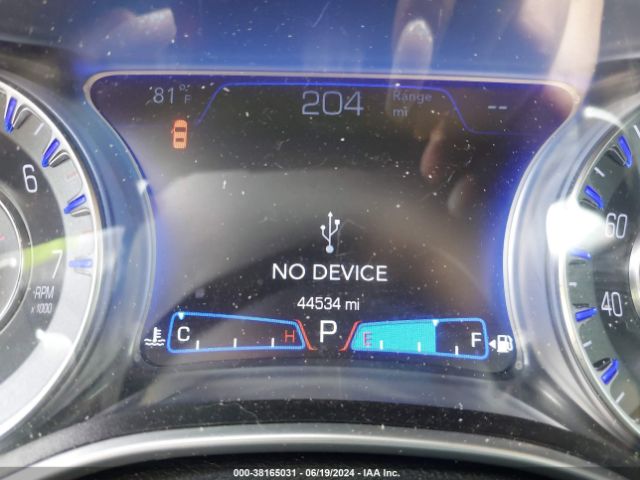 81 °F
204
Range
mi
--
6
7
RPM
x1000
NO DEVICE
44534 mi
C
H
P
E
F
60
40
000-38165031 - 06/19/2024 - IAA Inc.